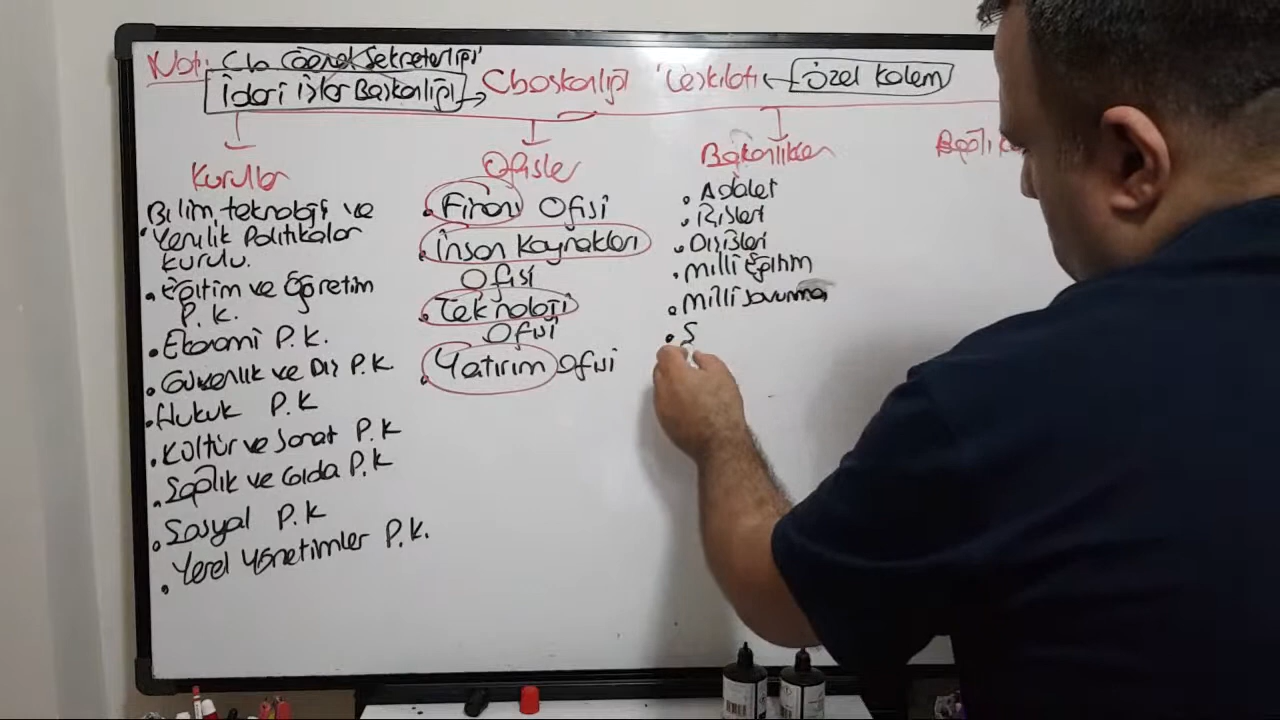 Not: Cb Genel Sekreterliği
İdari İşler Başkanlığı → Cbaşkanlığı Teşkilatı ← Özel Kalem
Kurullar
Bilim, teknoloji ve
Yenilik Politikalar
Kurulu.
Eğitim ve Öğretim
P. K.
Ekonomi P. K.
Güvenlik ve Dış P. K
Hukuk P. K
Kültür ve Sanat P. K
Sağlık ve Gıda P. K
Sosyal P. K
Yerel Yönetimler P. K.
Ofisler
Finans Ofisi
İnsan Kaynakları
Ofisi
Teknoloji
Ofisi
Yatırım Ofisi
Bakanlıklar
Adalet
İçişleri
Dışişleri
Milli Eğitim
Milli Savunma
S